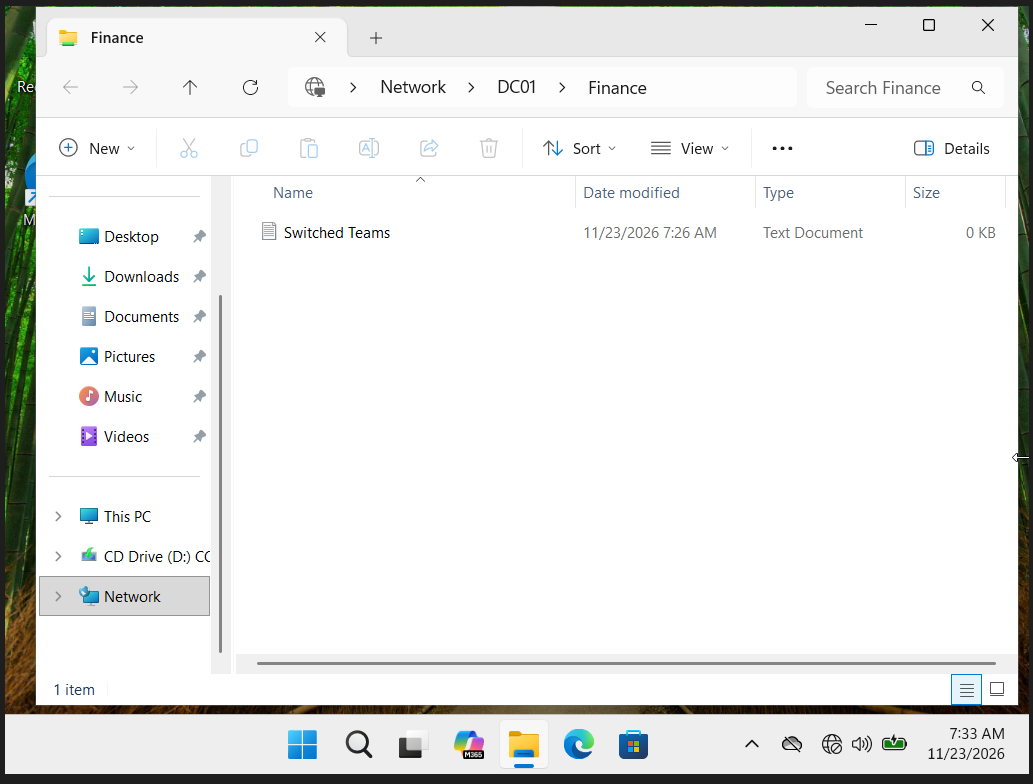 Finance
Network > DC01 > Finance
Search Finance
New
Sort
View
Details
Name
Date modified
Type
Size
Switched Teams
11/23/2026 7:26 AM
Text Document
0 KB
Desktop
Downloads
Documents
Pictures
Music
Videos
This PC
CD Drive (D:) CC
Network
1 item
M365
7:33 AM
11/23/2026